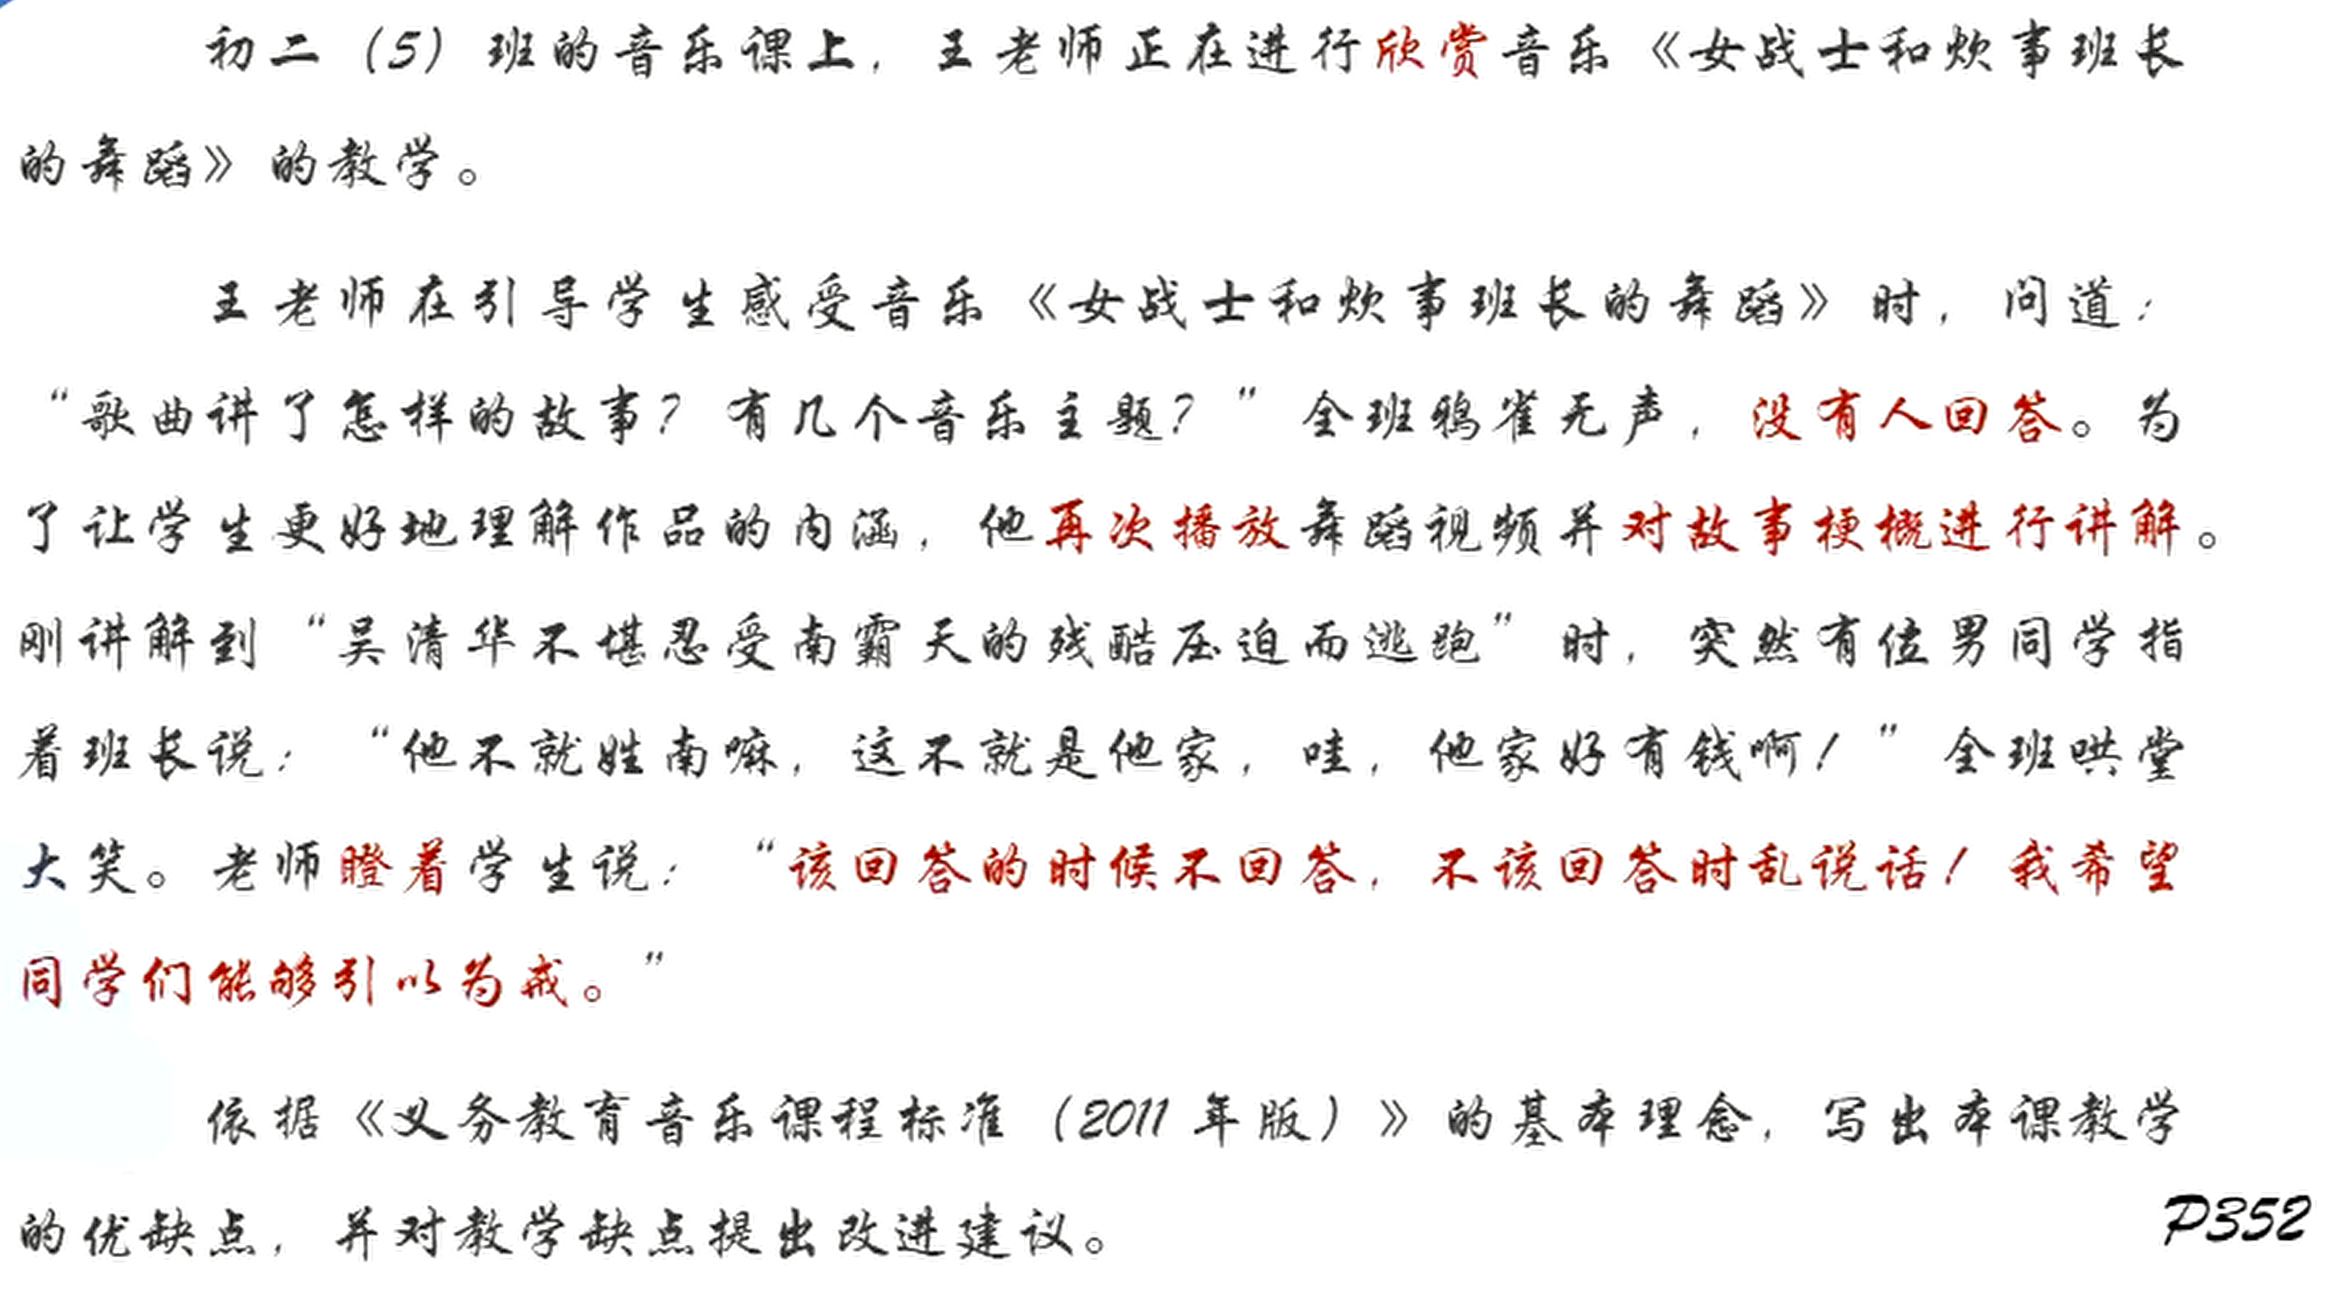 初二（5）班的音乐课上，王老师正在进行欣赏音乐《女战士和炊事班长
的舞蹈》的教学。
王老师在引导学生感受音乐《女战士和炊事班长的舞蹈》时，问道：
“歌曲讲了怎样的故事？有几个音乐主题？”全班鸦雀无声，没有人回答。为
了让学生更好地理解作品的内涵，他再次播放舞蹈视频并对故事梗概进行讲解。
刚讲解到“吴清华不堪忍受南霸天的残酷压迫而逃跑”时，突然有位男同学指
着班长说：“他不就姓南嘛，这不就是他家，哇，他家好有钱啊！”全班哄堂
大笑。老师瞪着学生说：“该回答的时候不回答，不该回答时乱说话！我希望
同学们能够引以为戒。”
依据《义务教育音乐课程标准（2011年版）》的基本理念，写出本课教学
的优缺点，并对教学缺点提出改进建议。
P352